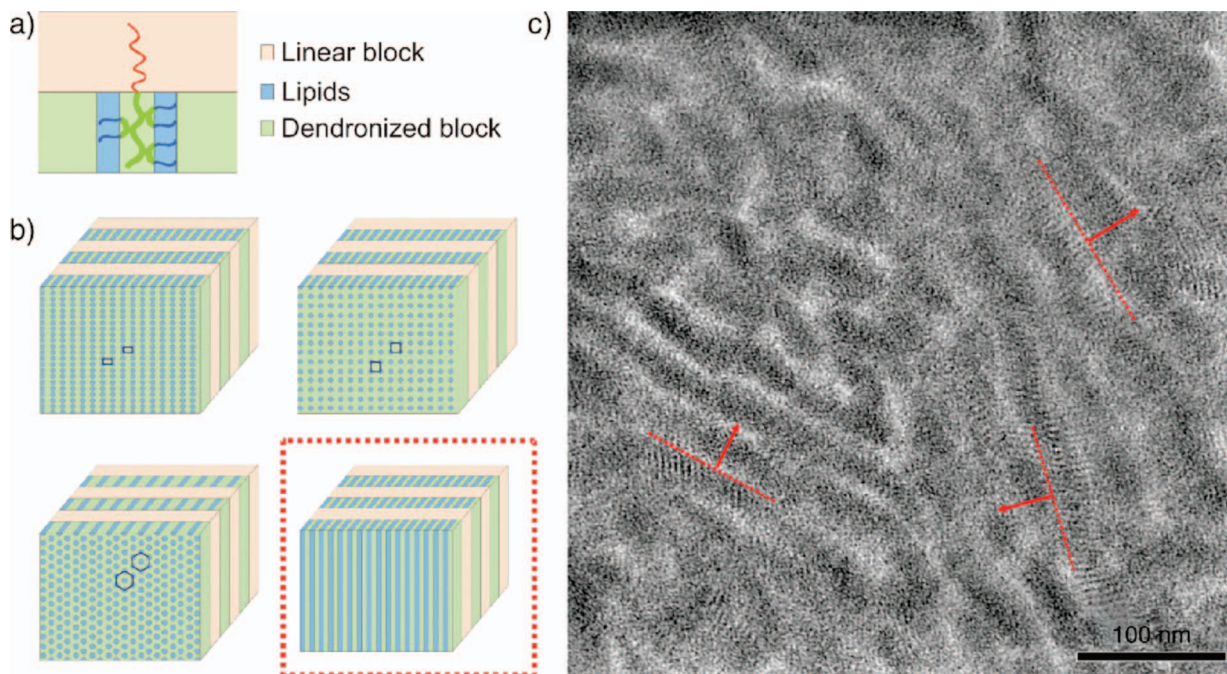 a)
Linear block
Lipids
Dendronized block
b)
c)
100 nm